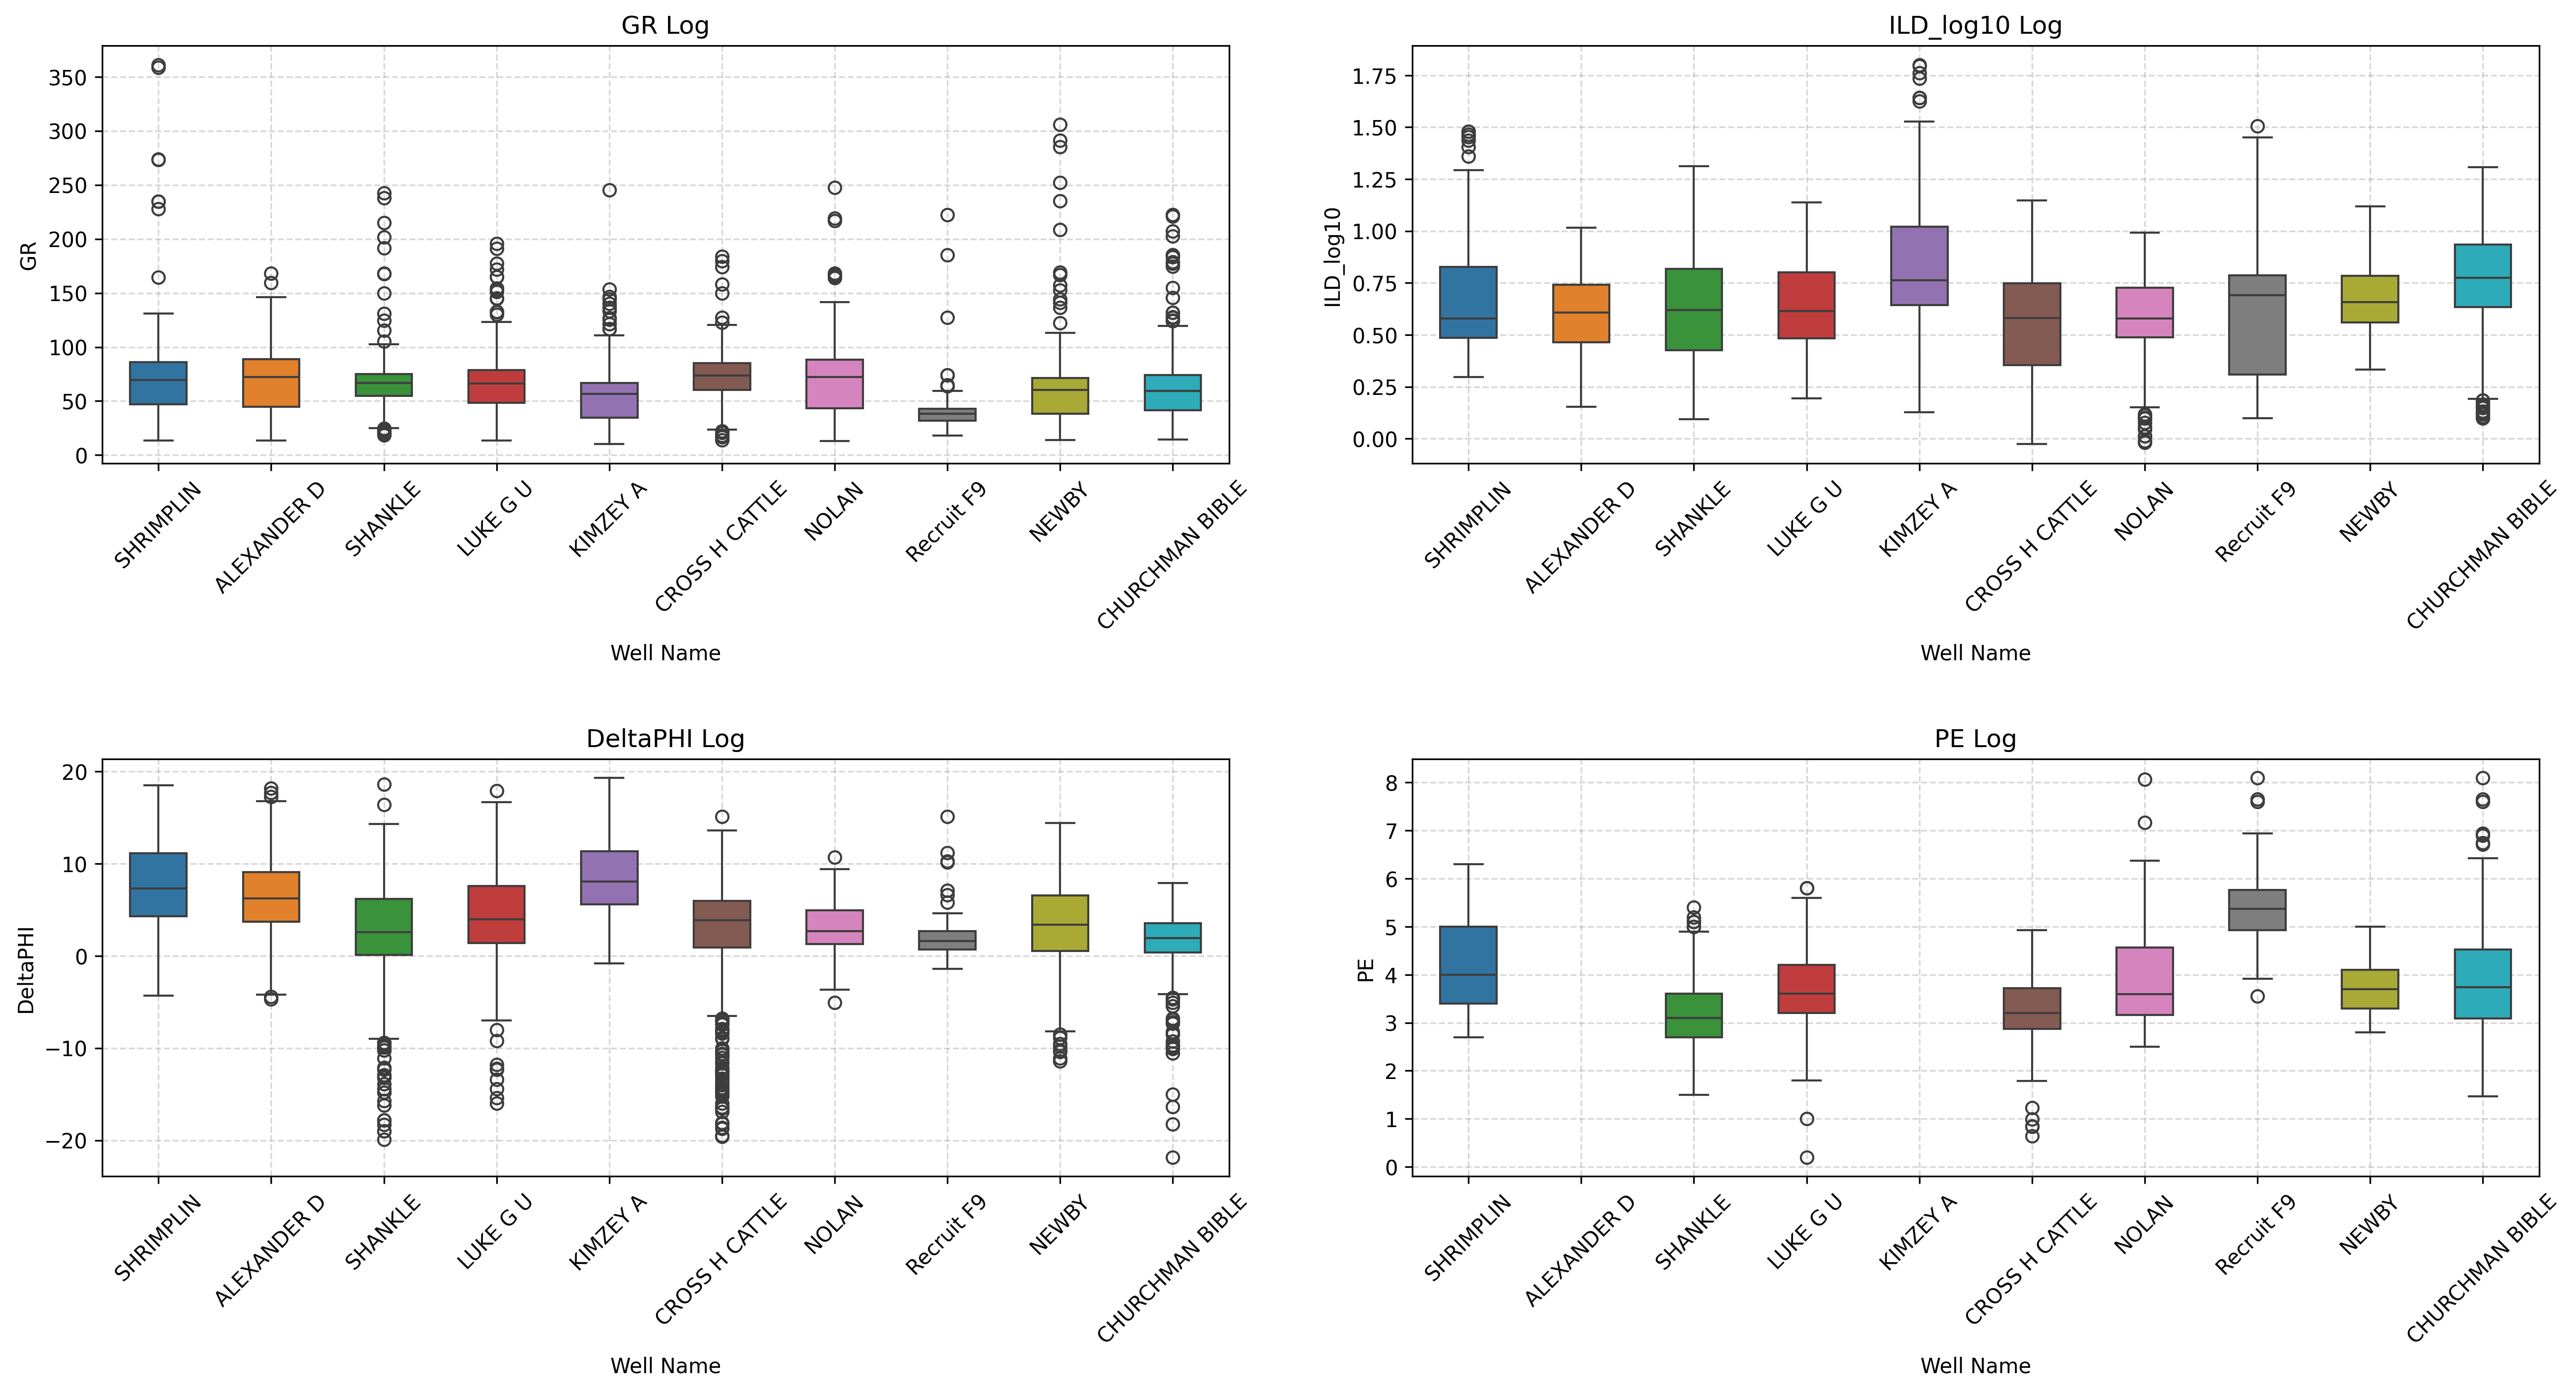 GR Log
GR
350
300
250
200
150
100
50
0
SHRIMPLIN
ALEXANDER D
SHANKLE
LUKE G U
KIMZEY A
CROSS H CATTLE
NOLAN
Recruit F9
NEWBY
CHURCHMAN BIBLE
Well Name
ILD_log10 Log
ILD_log10
1.75
1.50
1.25
1.00
0.75
0.50
0.25
0.00
SHRIMPLIN
ALEXANDER D
SHANKLE
LUKE G U
KIMZEY A
CROSS H CATTLE
NOLAN
Recruit F9
NEWBY
CHURCHMAN BIBLE
Well Name
DeltaPHI Log
DeltaPHI
20
10
0
−10
−20
SHRIMPLIN
ALEXANDER D
SHANKLE
LUKE G U
KIMZEY A
CROSS H CATTLE
NOLAN
Recruit F9
NEWBY
CHURCHMAN BIBLE
Well Name
PE Log
PE
8
7
6
5
4
3
2
1
0
SHRIMPLIN
ALEXANDER D
SHANKLE
LUKE G U
KIMZEY A
CROSS H CATTLE
NOLAN
Recruit F9
NEWBY
CHURCHMAN BIBLE
Well Name